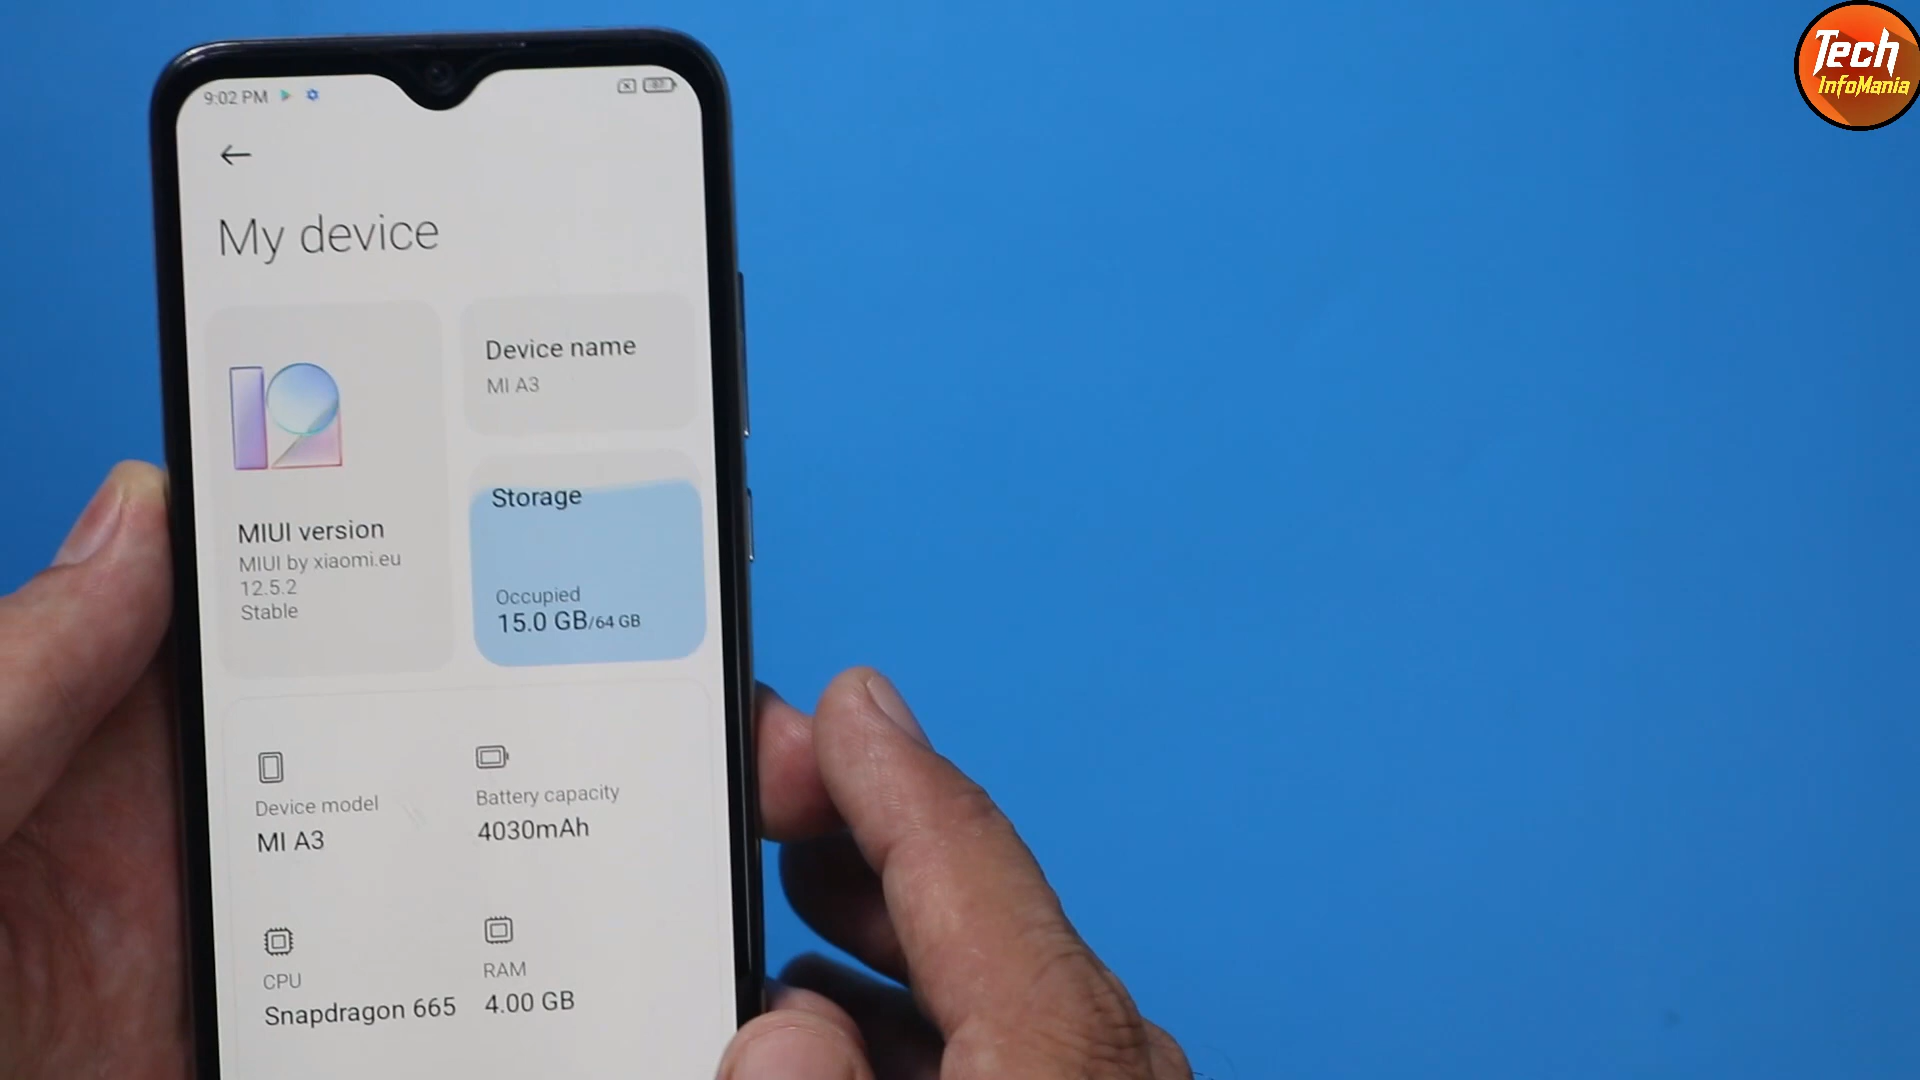 Tech
InfoMania
9:02 PM
My device
Device name
MI A3
MIUI version
MIUI by xiaomi.eu
12.5.2
Stable
Storage
Occupied
15.0 GB/64 GB
Device model
MI A3
Battery capacity
4030mAh
CPU
Snapdragon 665
RAM
4.00 GB